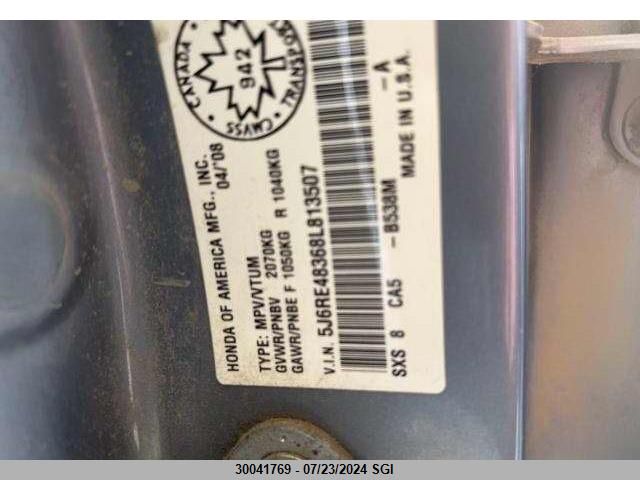 CANADA
942
TRANSPORT
CMVSS
HONDA OF AMERICA MFG., INC.
04/'08
TYPE: MPV/VTUM
GVWR/PNBV 2070KG
GAWR/PNBE F 1050KG R 1040KG
V.I.N. 5J6RE48368L813507
SXS 8 CA5 -B538M -A
MADE IN U.S.A.
30041769 - 07/23/2024 SGI